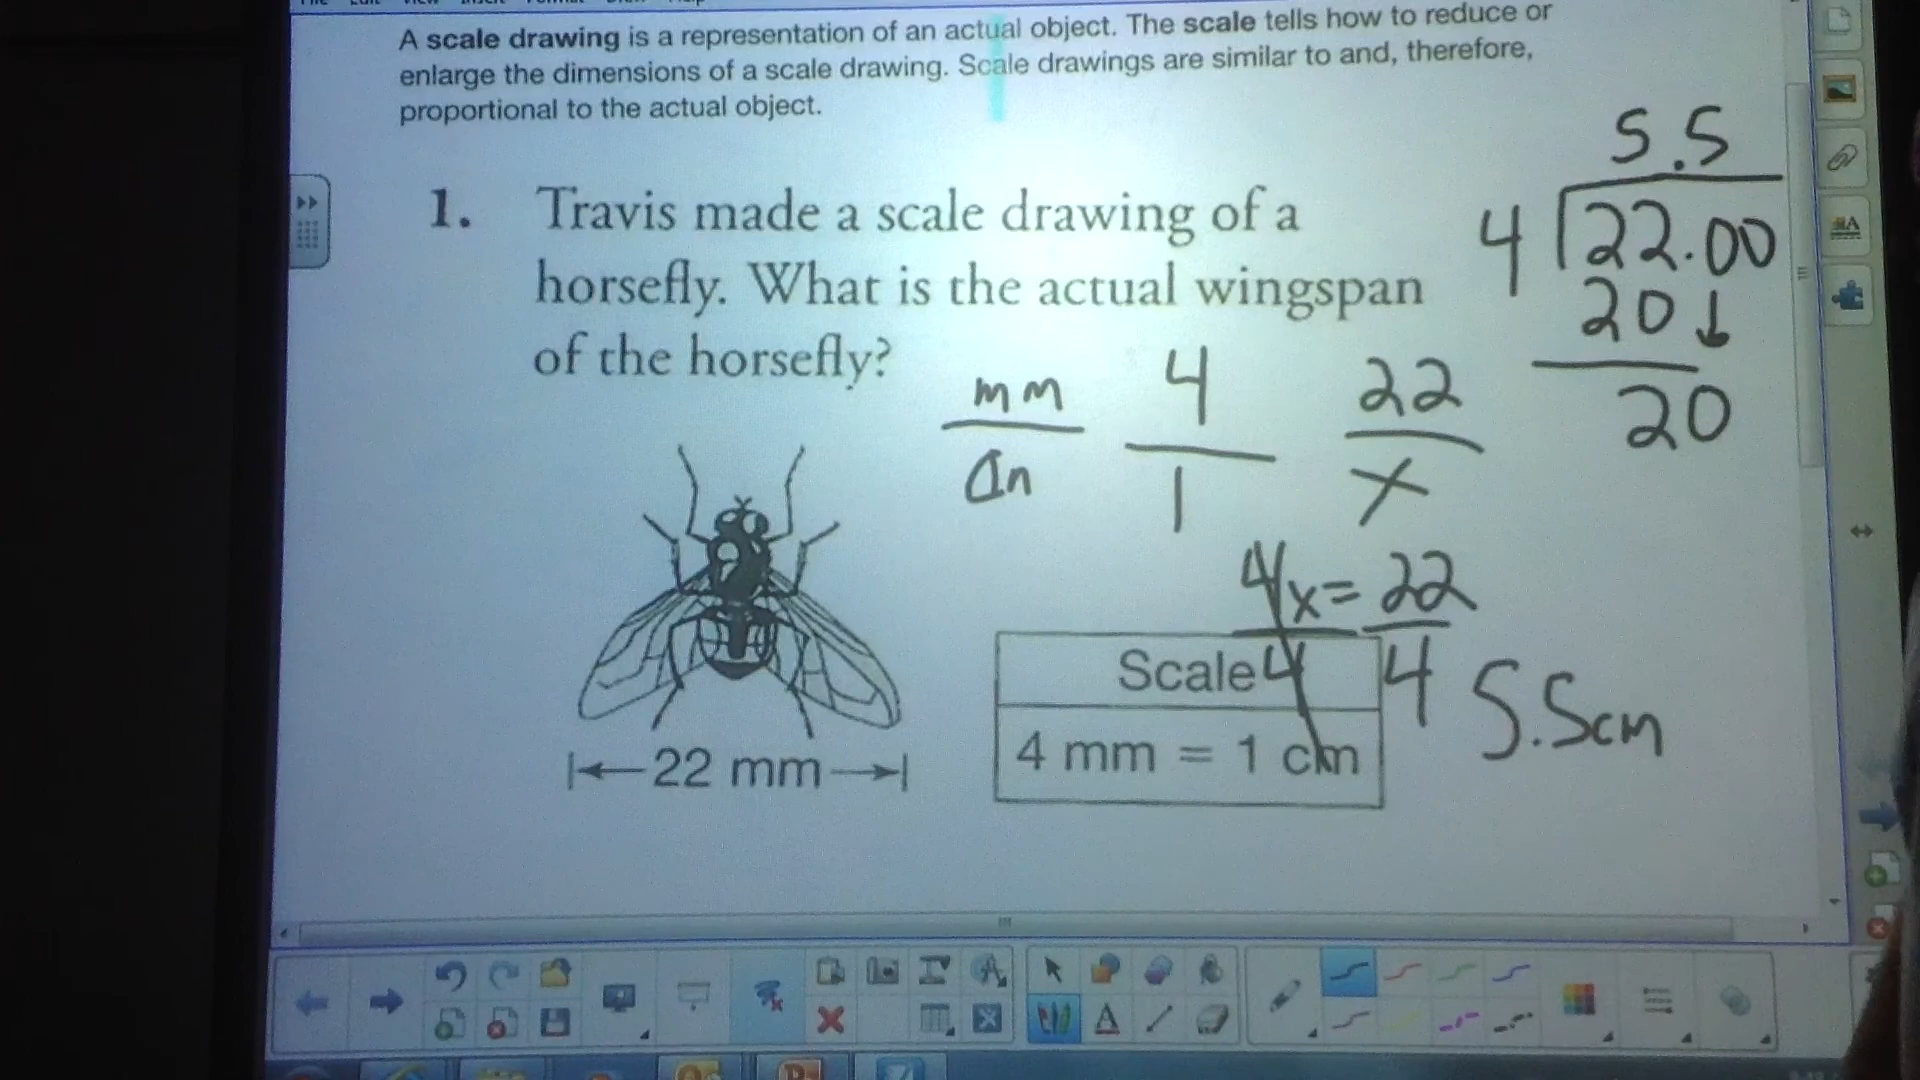 A scale drawing is a representation of an actual object. The scale tells how to reduce or
enlarge the dimensions of a scale drawing. Scale drawings are similar to and, therefore,
proportional to the actual object.
1. Travis made a scale drawing of a
horsefly. What is the actual wingspan
of the horsefly?
5.5
4 22.00
20↓
20
mm 4 22
cm 1 x
4x = 22
4 4
5.5cm
Scale
4 mm = 1 cm
22 mm